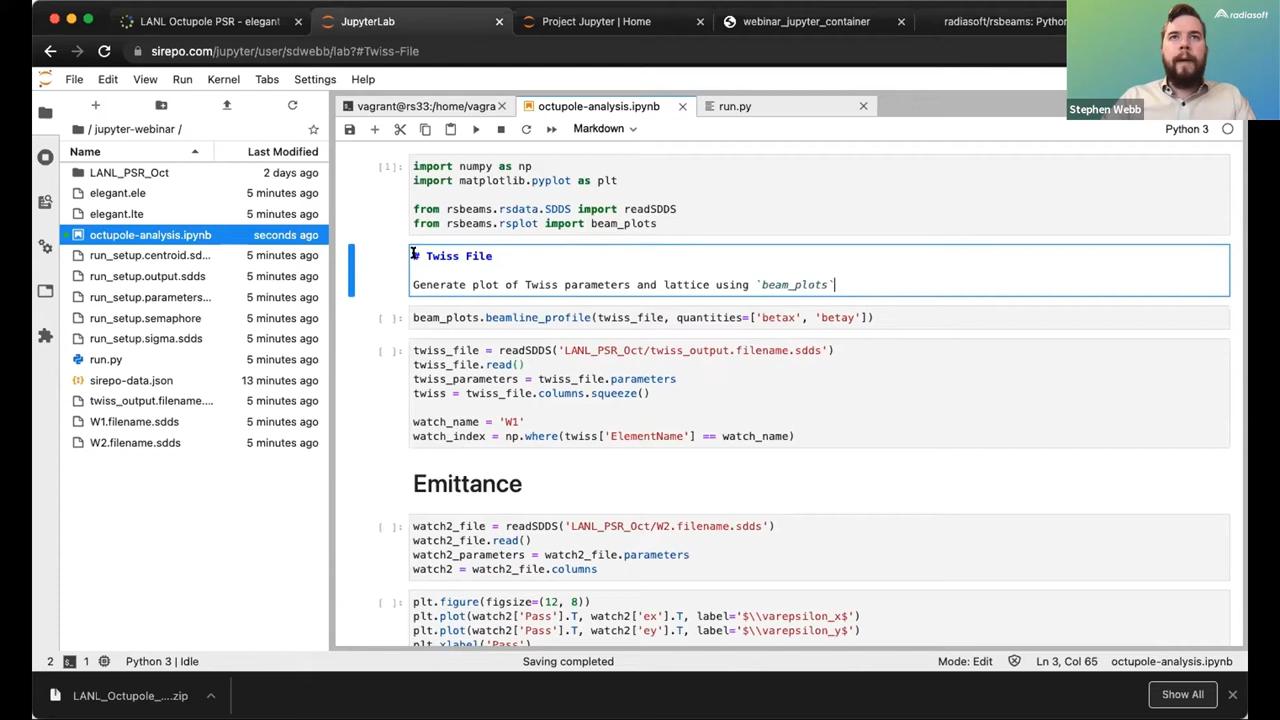 LANL Octupole PSR - elegant
JupyterLab
Project Jupyter | Home
webinar_jupyter_container
radiasoft/rsbeams: Python
radiasoft
sirepo.com/jupyter/user/sdwebb/lab?#Twiss-File
File Edit View Run Kernel Tabs Settings Help
Stephen Webb
vagrant@rs33:/home/vagra
octupole-analysis.ipynb
run.py
/ jupyter-webinar /
Markdown
Python 3
Name Last Modified
LANL_PSR_Oct 2 days ago
elegant.ele 5 minutes ago
elegant.lte 5 minutes ago
octupole-analysis.ipynb seconds ago
run_setup.centroid.sd... 5 minutes ago
run_setup.output.sdds 5 minutes ago
run_setup.parameters... 5 minutes ago
run_setup.semaphore 5 minutes ago
run_setup.sigma.sdds 5 minutes ago
run.py 5 minutes ago
sirepo-data.json 13 minutes ago
twiss_output.filename.... 5 minutes ago
W1.filename.sdds 5 minutes ago
W2.filename.sdds 5 minutes ago
[1]: import numpy as np
import matplotlib.pyplot as plt
from rsbeams.rsdata.SDDS import readSDDS
from rsbeams.rsplot import beam_plots
# Twiss File
Generate plot of Twiss parameters and lattice using `beam_plots`
[ ]: beam_plots.beamline_profile(twiss_file, quantities=['betax', 'betay'])
[ ]: twiss_file = readSDDS('LANL_PSR_Oct/twiss_output.filename.sdds')
twiss_file.read()
twiss_parameters = twiss_file.parameters
twiss = twiss_file.columns.squeeze()
watch_name = 'W1'
watch_index = np.where(twiss['ElementName'] == watch_name)
Emittance
[ ]: watch2_file = readSDDS('LANL_PSR_Oct/W2.filename.sdds')
watch2_file.read()
watch2_parameters = watch2_file.parameters
watch2 = watch2_file.columns
[ ]: plt.figure(figsize=(12, 8))
plt.plot(watch2['Pass'].T, watch2['ex'].T, label='$\\varepsilon_x$')
plt.plot(watch2['Pass'].T, watch2['ey'].T, label='$\\varepsilon_y$')
plt.xlabel('Pass')
2 1 Python 3 | Idle Saving completed Mode: Edit Ln 3, Col 65 octupole-analysis.ipynb
LANL_Octupole_....zip
Show All